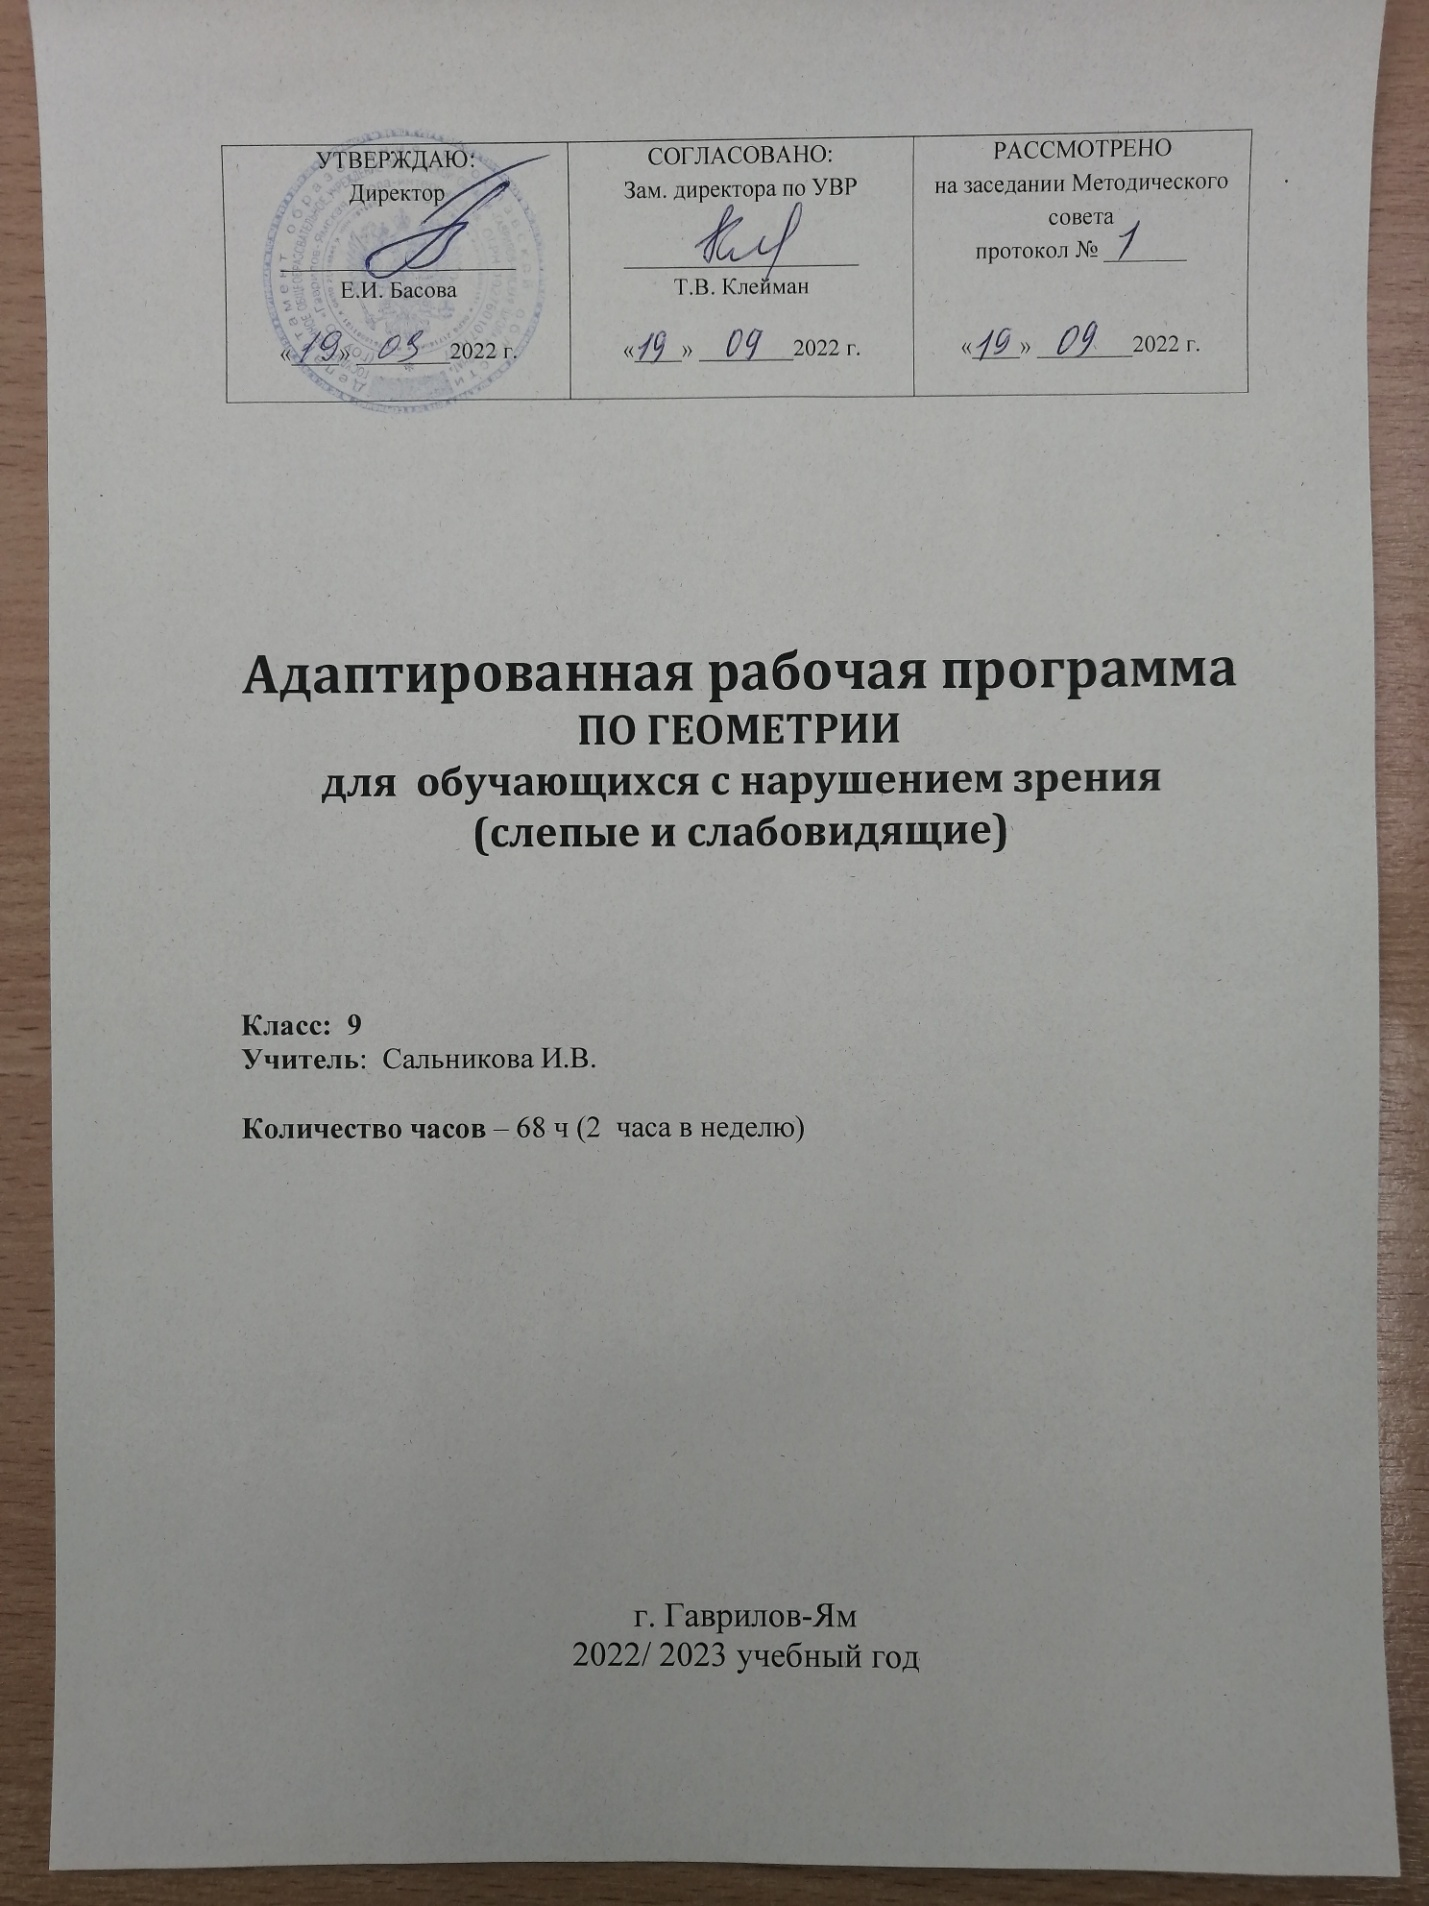 УТВЕРЖДАЮ:
Директор
Е.И. Басова
«19» 09 2022 г.
СОГЛАСОВАНО:
Зам. директора по УВР
Т.В. Клейман
«19» 09 2022 г.
РАССМОТРЕНО
на заседании Методического
совета
протокол № 1
«19» 09 2022 г.
Адаптированная рабочая программа
ПО ГЕОМЕТРИИ
для обучающихся с нарушением зрения
(слепые и слабовидящие)
Класс: 9
Учитель: Сальникова И.В.
Количество часов – 68 ч (2 часа в неделю)
г. Гаврилов-Ям
2022/ 2023 учебный год